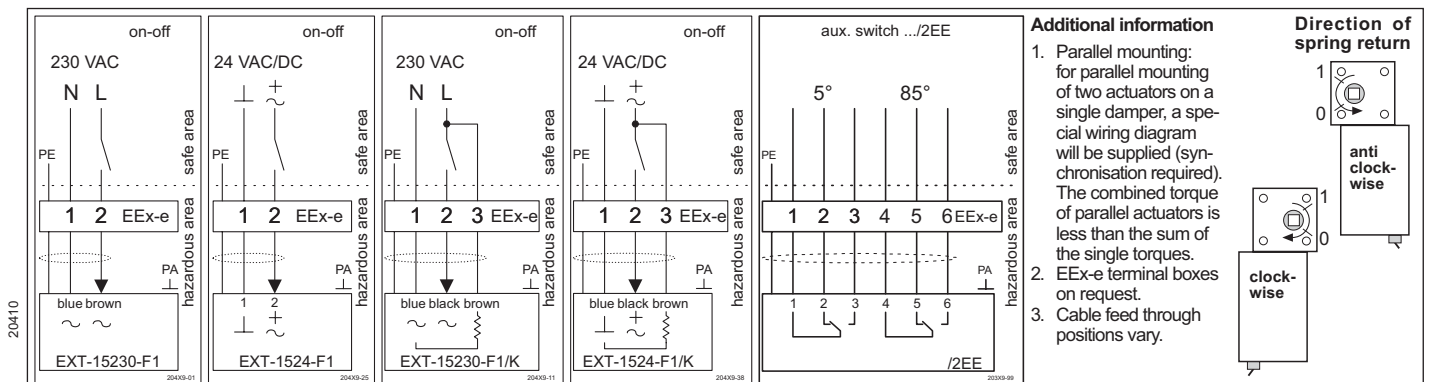 20410
on-off
230 VAC
N L
PE
safe area
1 2 EEx-e
hazardous area
PA
blue brown
EXT-15230-F1
204X9-01
on-off
24 VAC/DC
+
PE
safe area
1 2 EEx-e
hazardous area
PA
1 2
+
EXT-1524-F1
204X9-25
on-off
230 VAC
N L
PE
safe area
1 2 3 EEx-e
hazardous area
PA
blue black brown
EXT-15230-F1/K
204X9-11
on-off
24 VAC/DC
+
PE
safe area
1 2 3 EEx-e
hazardous area
PA
blue black brown
+
EXT-1524-F1/K
204X9-38
aux. switch .../2EE
5° 85°
PE
safe area
1 2 3 4 5 6 EEx-e
hazardous area
PA
1 2 3 4 5 6
/2EE
203X9-99
Additional information
1. Parallel mounting:
for parallel mounting
of two actuators on a
single damper, a spe-
cial wiring diagram
will be supplied (syn-
chronisation required).
The combined torque
of parallel actuators is
less than the sum of
the single torques.
2. EEx-e terminal boxes
on request.
3. Cable feed through
positions vary.
Direction of
spring return
1
0
anti
clock-
wise
1
0
clock-
wise